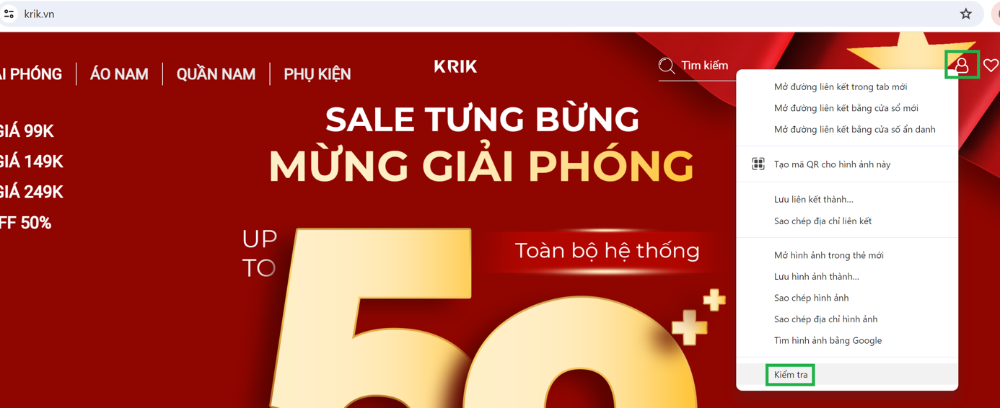 krik.vn
ẢI PHÓNG
ÁO NAM
QUẦN NAM
PHỤ KIỆN
KRIK
Tìm kiếm
GIÁ 99K
GIÁ 149K
GIÁ 249K
FF 50%
SALE TƯNG BỪNG
MỪNG GIẢI PHÓNG
UP
TO
50
Toàn bộ hệ thống
Mở đường liên kết trong tab mới
Mở đường liên kết bằng cửa sổ mới
Mở đường liên kết bằng cửa sổ ẩn danh
Tạo mã QR cho hình ảnh này
Lưu liên kết thành...
Sao chép địa chỉ liên kết
Mở hình ảnh trong thẻ mới
Lưu hình ảnh thành...
Sao chép hình ảnh
Sao chép địa chỉ hình ảnh
Tìm hình ảnh bằng Google
Kiểm tra